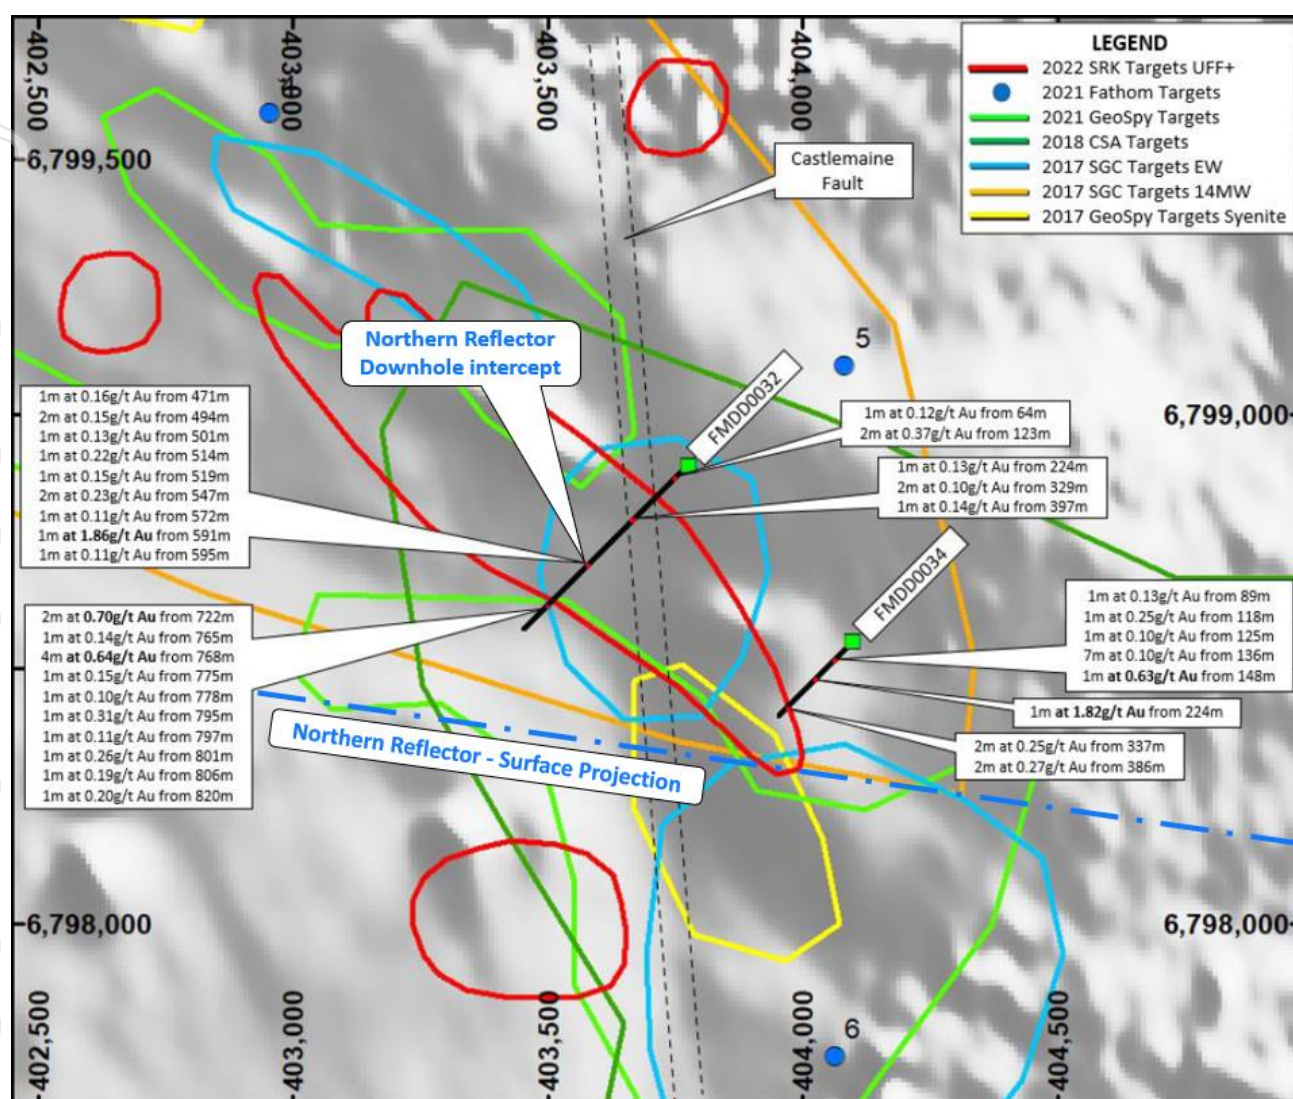 402,500
403,000
403,500
404,000
LEGEND
2022 SRK Targets UFF+
2021 Fathom Targets
2021 GeoSpy Targets
2018 CSA Targets
2017 SGC Targets EW
2017 SGC Targets 14MW
2017 GeoSpy Targets Syenite
6,799,500
Castlemaine
Fault
Northern Reflector
Downhole intercept
5
FMDD0032
6,799,000
1m at 0.12g/t Au from 64m
2m at 0.37g/t Au from 123m
1m at 0.13g/t Au from 224m
2m at 0.10g/t Au from 329m
1m at 0.14g/t Au from 397m
1m at 0.16g/t Au from 471m
2m at 0.15g/t Au from 494m
1m at 0.13g/t Au from 501m
1m at 0.22g/t Au from 514m
1m at 0.15g/t Au from 519m
2m at 0.23g/t Au from 547m
1m at 0.11g/t Au from 572m
1m at 1.86g/t Au from 591m
1m at 0.11g/t Au from 595m
FMDD0034
1m at 0.13g/t Au from 89m
1m at 0.25g/t Au from 118m
1m at 0.10g/t Au from 125m
7m at 0.10g/t Au from 136m
1m at 0.63g/t Au from 148m
1m at 1.82g/t Au from 224m
2m at 0.25g/t Au from 337m
2m at 0.27g/t Au from 386m
2m at 0.70g/t Au from 722m
1m at 0.14g/t Au from 765m
4m at 0.64g/t Au from 768m
1m at 0.15g/t Au from 775m
1m at 0.10g/t Au from 778m
1m at 0.31g/t Au from 795m
1m at 0.11g/t Au from 797m
1m at 0.26g/t Au from 801m
1m at 0.19g/t Au from 806m
1m at 0.20g/t Au from 820m
Northern Reflector - Surface Projection
6,798,000
6,798,000
402,500
403,000
403,500
404,000
6
404,500